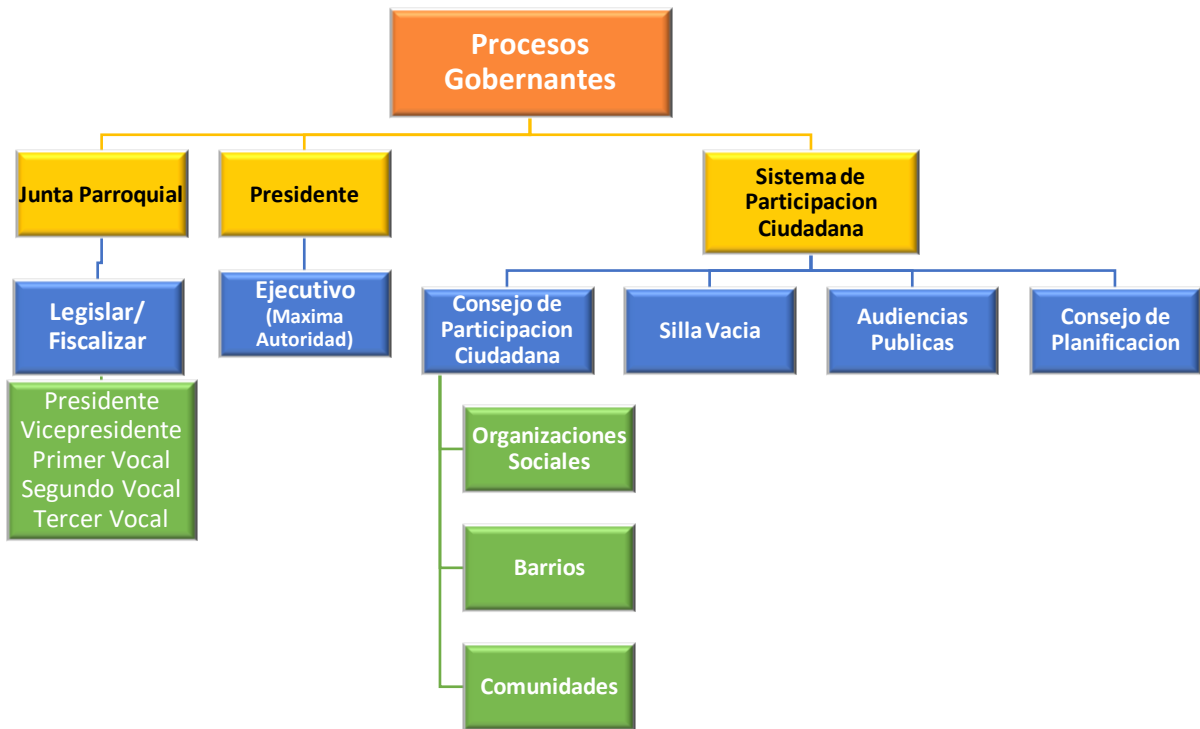 Procesos
Gobernantes
Junta Parroquial
Presidente
Sistema de
Participacion
Ciudadana
Legislar/
Fiscalizar
Ejecutivo
(Maxima
Autoridad)
Consejo de
Participacion
Ciudadana
Silla Vacia
Audiencias
Publicas
Consejo de
Planificacion
Presidente
Vicepresidente
Primer Vocal
Segundo Vocal
Tercer Vocal
Organizaciones
Sociales
Barrios
Comunidades